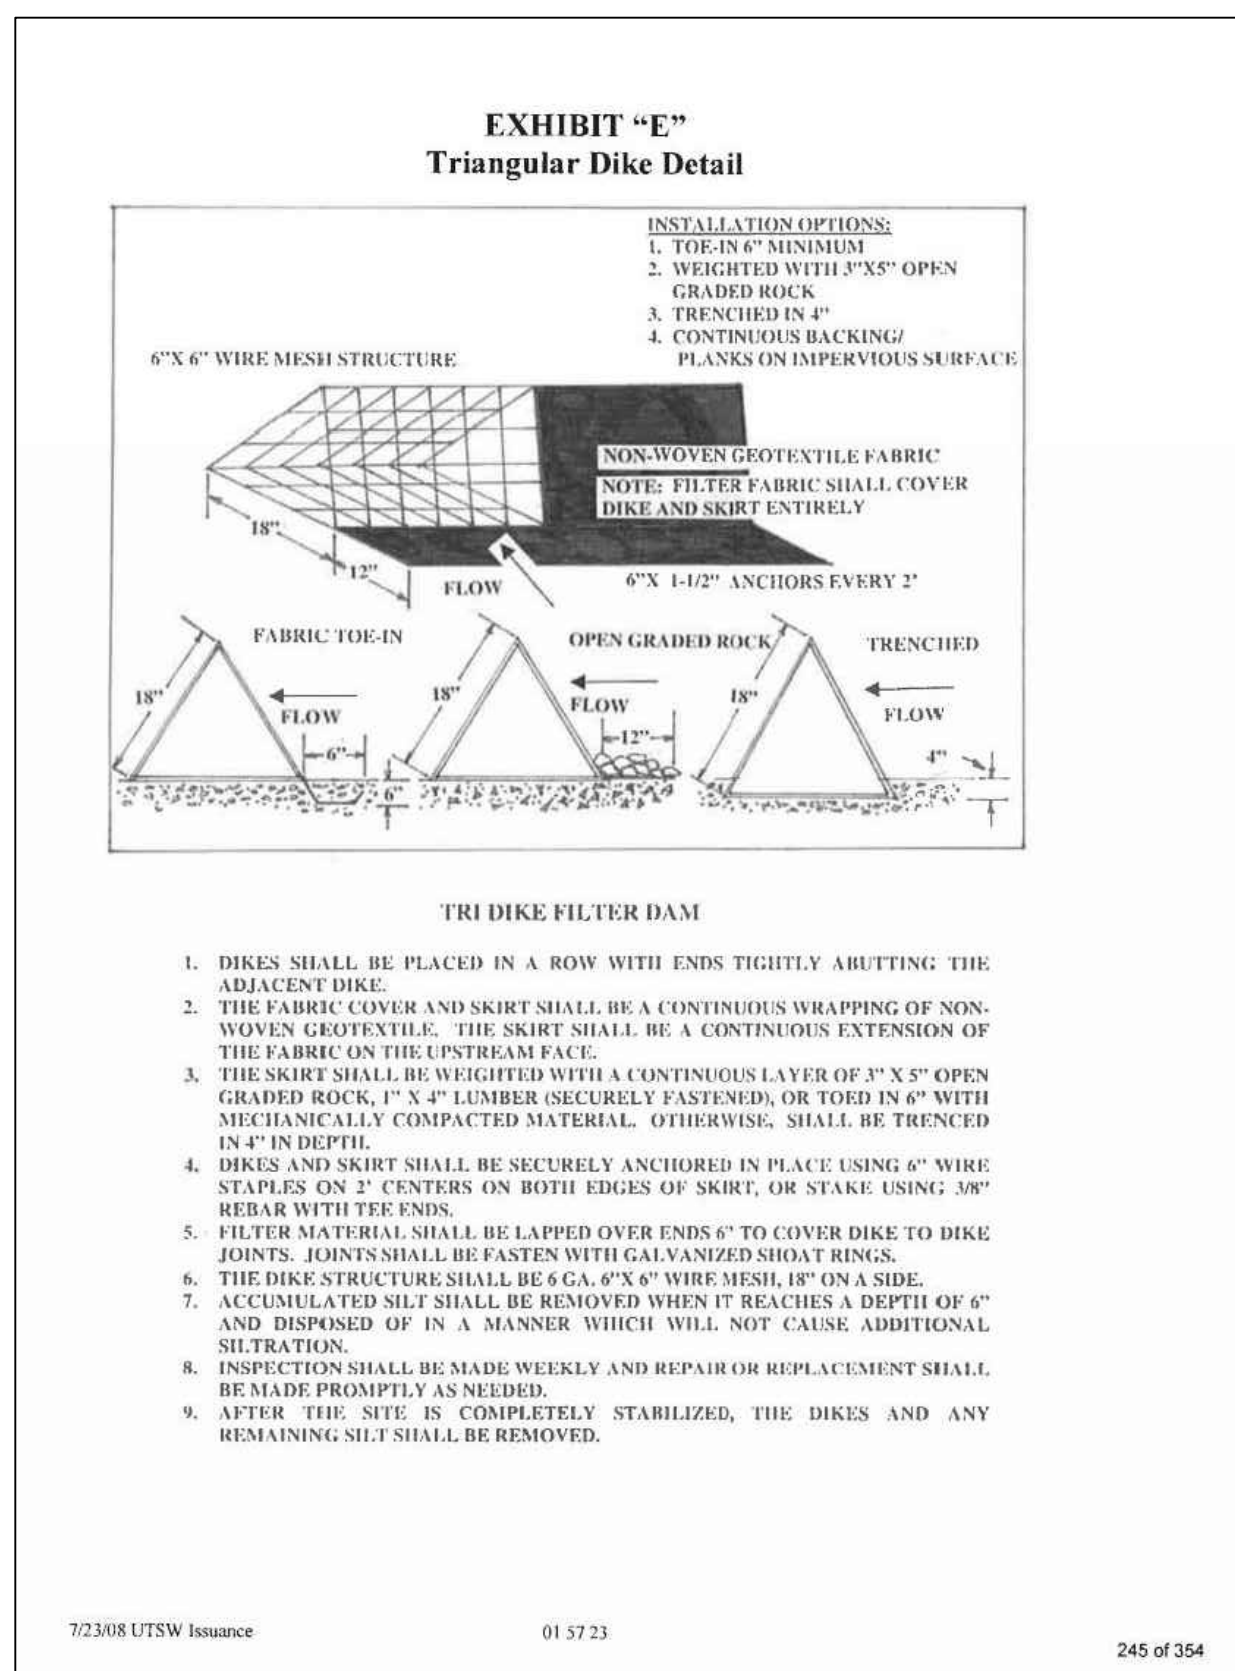 EXHIBIT “E”
Triangular Dike Detail
INSTALLATION OPTIONS:
1. TOE-IN 6" MINIMUM
2. WEIGHTED WITH 3"X5" OPEN
GRADED ROCK
3. TRENCHED IN 4"
4. CONTINUOUS BACKING/
PLANKS ON IMPERVIOUS SURFACE
6"X 6" WIRE MESH STRUCTURE
NON-WOVEN GEOTEXTILE FABRIC
NOTE: FILTER FABRIC SHALL COVER
DIKE AND SKIRT ENTIRELY
18"
12"
FLOW
6"X 1-1/2" ANCHORS EVERY 2'
FABRIC TOE-IN
18"
FLOW
6"
6"
OPEN GRADED ROCK
18"
FLOW
12"
TRENCHED
18"
FLOW
4"
TRI DIKE FILTER DAM
1. DIKES SHALL BE PLACED IN A ROW WITH ENDS TIGHTLY ABUTTING THE
ADJACENT DIKE.
2. THE FABRIC COVER AND SKIRT SHALL BE A CONTINUOUS WRAPPING OF NON-
WOVEN GEOTEXTILE. THE SKIRT SHALL BE A CONTINUOUS EXTENSION OF
THE FABRIC ON THE UPSTREAM FACE.
3. THE SKIRT SHALL BE WEIGHTED WITH A CONTINUOUS LAYER OF 3" X 5" OPEN
GRADED ROCK, 1" X 4" LUMBER (SECURELY FASTENED), OR TOED IN 6" WITH
MECHANICALLY COMPACTED MATERIAL. OTHERWISE, SHALL BE TRENCED
IN 4" IN DEPTH.
4. DIKES AND SKIRT SHALL BE SECURELY ANCHORED IN PLACE USING 6" WIRE
STAPLES ON 2' CENTERS ON BOTH EDGES OF SKIRT, OR STAKE USING 3/8"
REBAR WITH TEE ENDS.
5. FILTER MATERIAL SHALL BE LAPPED OVER ENDS 6" TO COVER DIKE TO DIKE
JOINTS. JOINTS SHALL BE FASTEN WITH GALVANIZED SHOAT RINGS.
6. THE DIKE STRUCTURE SHALL BE 6 GA. 6"X 6" WIRE MESH, 18" ON A SIDE.
7. ACCUMULATED SILT SHALL BE REMOVED WHEN IT REACHES A DEPTH OF 6"
AND DISPOSED OF IN A MANNER WHICH WILL NOT CAUSE ADDITIONAL
SILTRATION.
8. INSPECTION SHALL BE MADE WEEKLY AND REPAIR OR REPLACEMENT SHALL
BE MADE PROMPTLY AS NEEDED.
9. AFTER THE SITE IS COMPLETELY STABILIZED, THE DIKES AND ANY
REMAINING SILT SHALL BE REMOVED.
7/23/08 UTSW Issuance
01 57 23
245 of 354